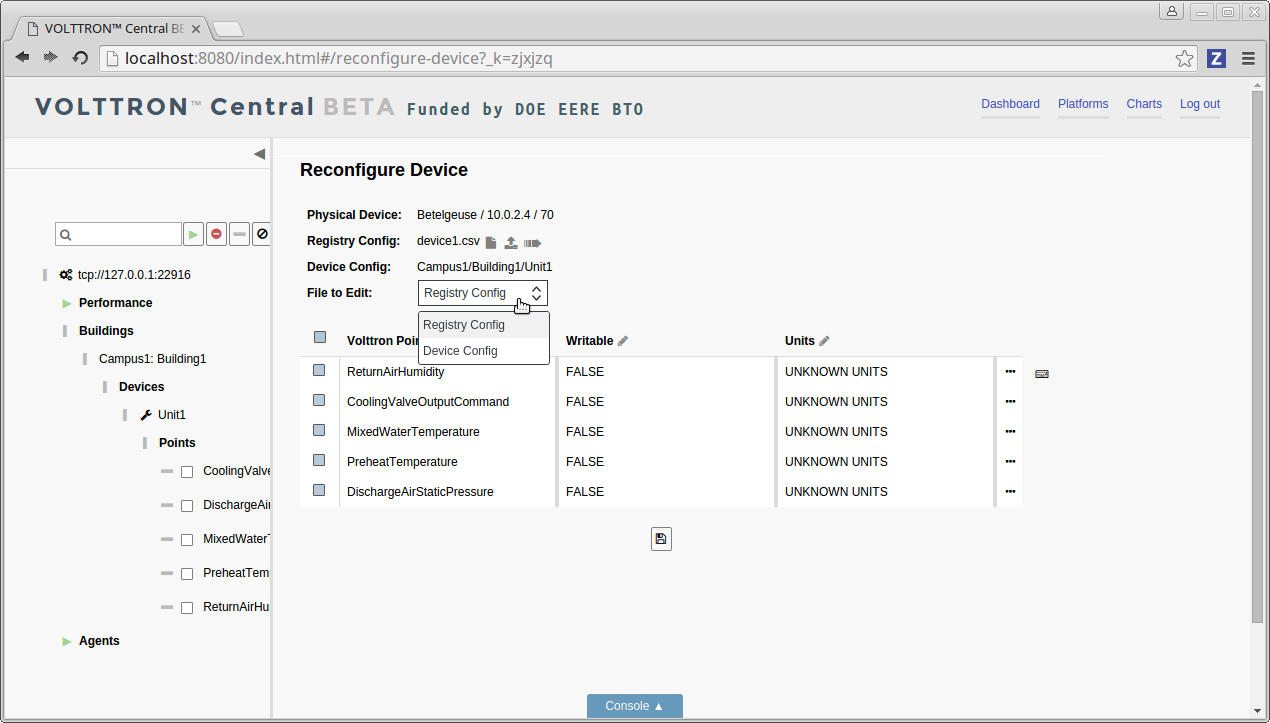 VOLTTRON™ Central BE
localhost:8080/index.html#/reconfigure-device?_k=zjxjzq
Z
VOLTTRON™ Central BETA Funded by DOE EERE BTO
Dashboard Platforms Charts Log out
Reconfigure Device
Physical Device: Betelgeuse / 10.0.2.4 / 70
Registry Config: device1.csv
Device Config: Campus1/Building1/Unit1
File to Edit: Registry Config
Registry Config
Device Config
Volttron Poin Writable Units
ReturnAirHumidity FALSE UNKNOWN UNITS
CoolingValveOutputCommand FALSE UNKNOWN UNITS
MixedWaterTemperature FALSE UNKNOWN UNITS
PreheatTemperature FALSE UNKNOWN UNITS
DischargeAirStaticPressure FALSE UNKNOWN UNITS
tcp://127.0.0.1:22916
Performance
Buildings
Campus1: Building1
Devices
Unit1
Points
CoolingValve
DischargeAir
MixedWaterT
PreheatTem
ReturnAirHu
Agents
Console ▲